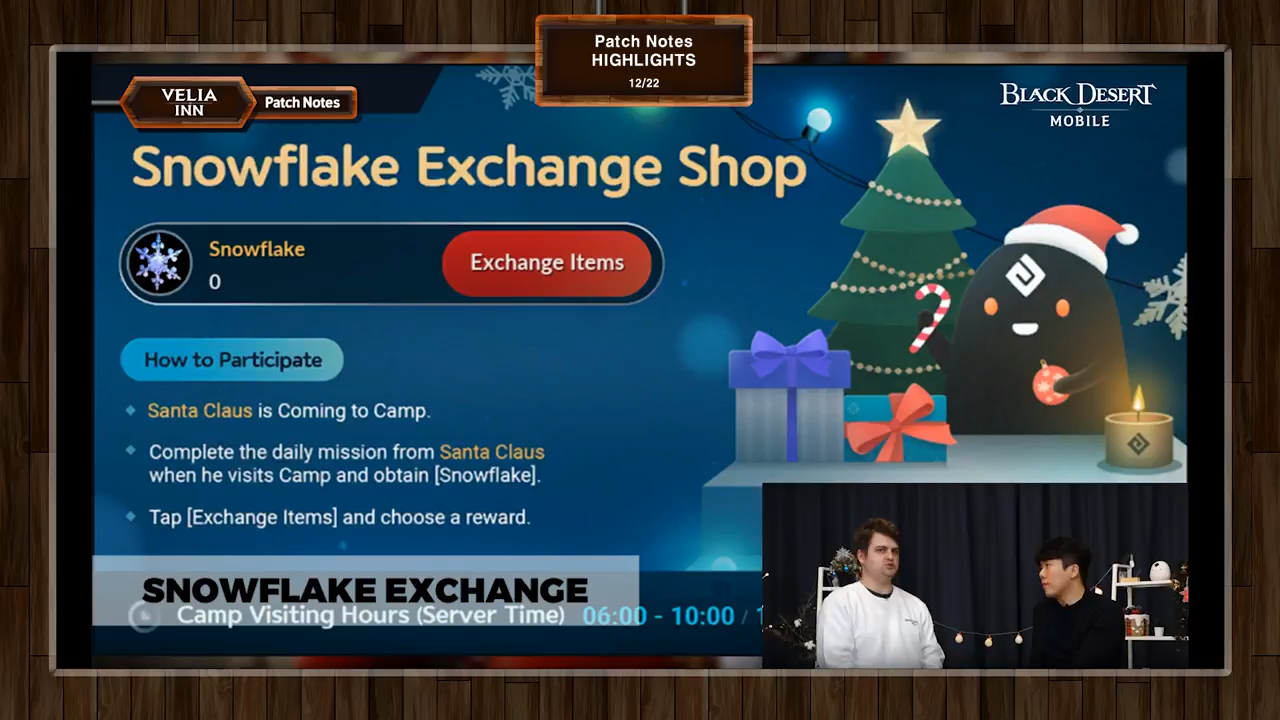 Patch Notes
HIGHLIGHTS
12/22
VELIA
INN
Patch Notes
BLACK DESERT
MOBILE
Snowflake Exchange Shop
Snowflake
0
Exchange Items
How to Participate
Santa Claus is Coming to Camp.
Complete the daily mission from Santa Claus
when he visits Camp and obtain [Snowflake].
Tap [Exchange Items] and choose a reward.
SNOWFLAKE EXCHANGE
Camp Visiting Hours (Server Time) 06:00 - 10:00 /